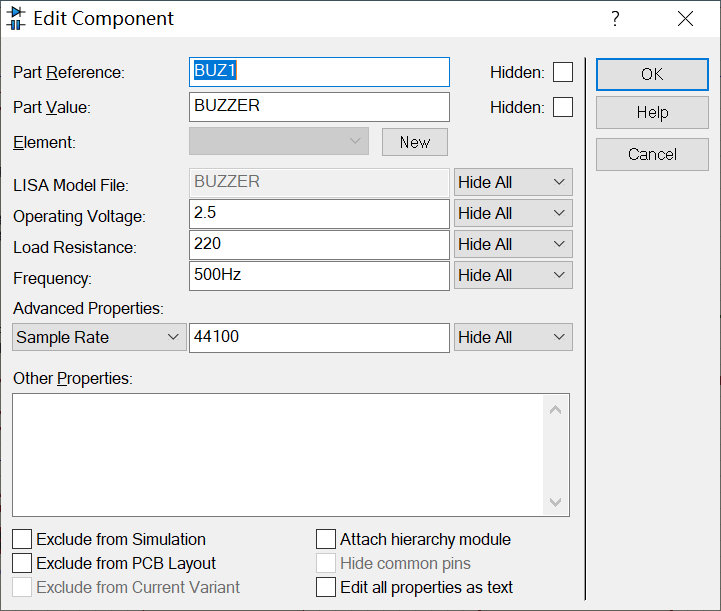 Edit Component
?
Part Reference: BUZ1 Hidden: OK
Part Value: BUZZER Hidden: Help
Element: New Cancel
LISA Model File: BUZZER Hide All
Operating Voltage: 2.5 Hide All
Load Resistance: 220 Hide All
Frequency: 500Hz Hide All
Advanced Properties:
Sample Rate 44100 Hide All
Other Properties:
Exclude from Simulation Attach hierarchy module
Exclude from PCB Layout Hide common pins
Exclude from Current Variant Edit all properties as text